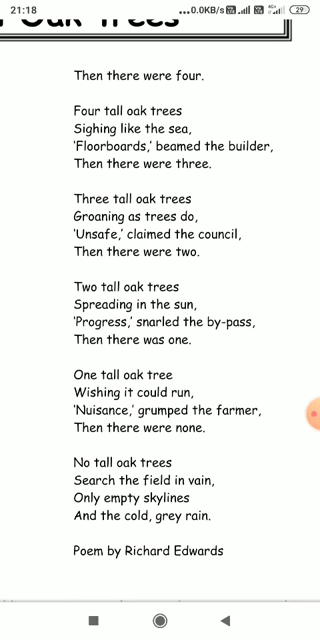 21:18 ...0.0KB/s 4G+ 29
Oak Trees
Then there were four.
Four tall oak trees
Sighing like the sea,
'Floorboards,' beamed the builder,
Then there were three.
Three tall oak trees
Groaning as trees do,
'Unsafe,' claimed the council,
Then there were two.
Two tall oak trees
Spreading in the sun,
'Progress,' snarled the by-pass,
Then there was one.
One tall oak tree
Wishing it could run,
'Nuisance,' grumped the farmer,
Then there were none.
No tall oak trees
Search the field in vain,
Only empty skylines
And the cold, grey rain.
Poem by Richard Edwards